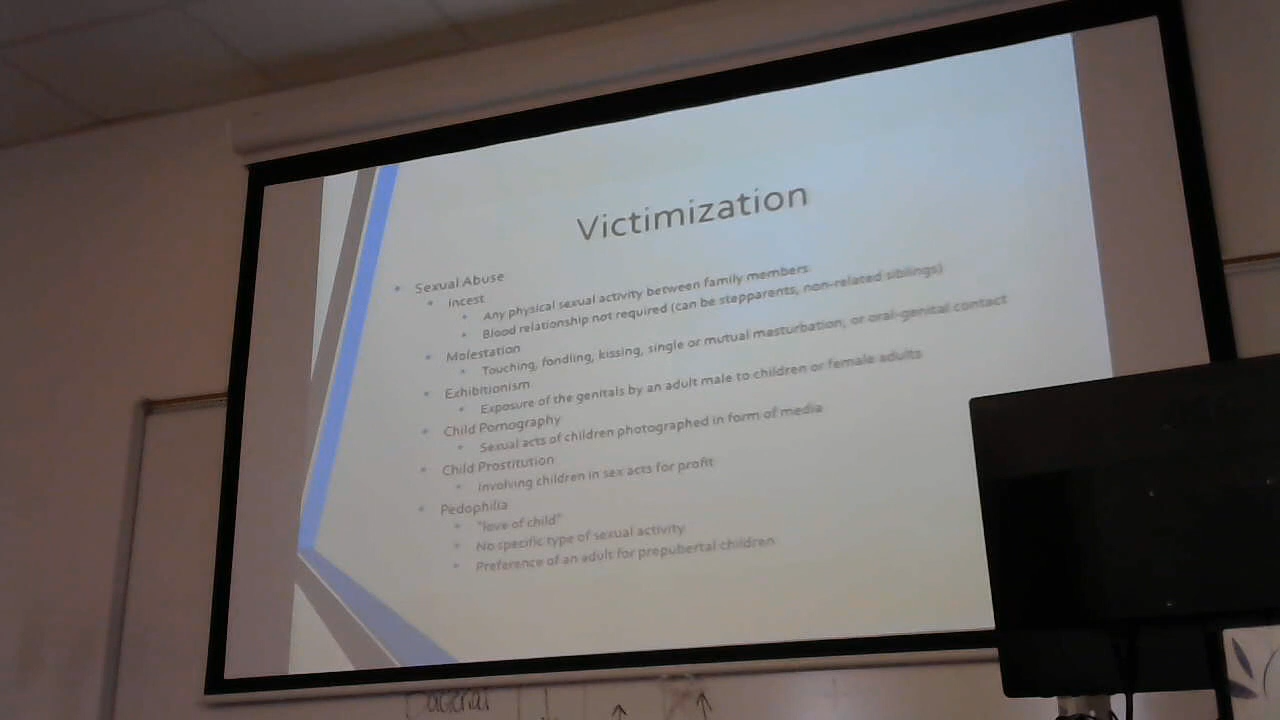 Victimization
Sexual Abuse
Incest
Any physical sexual activity between family members
Blood relationship not required (can be stepparents, non-related siblings)
Molestation
Touching, fondling, kissing, single or mutual masturbation, or oral-genital contact
Exhibitionism
Exposure of the genitals by an adult male to children or female adults
Child Pornography
Sexual acts of children photographed in form of media
Child Prostitution
Involving children in sex acts for profit
Pedophilia
"love of child"
No specific type of sexual activity
Preference of an adult for prepubertal children